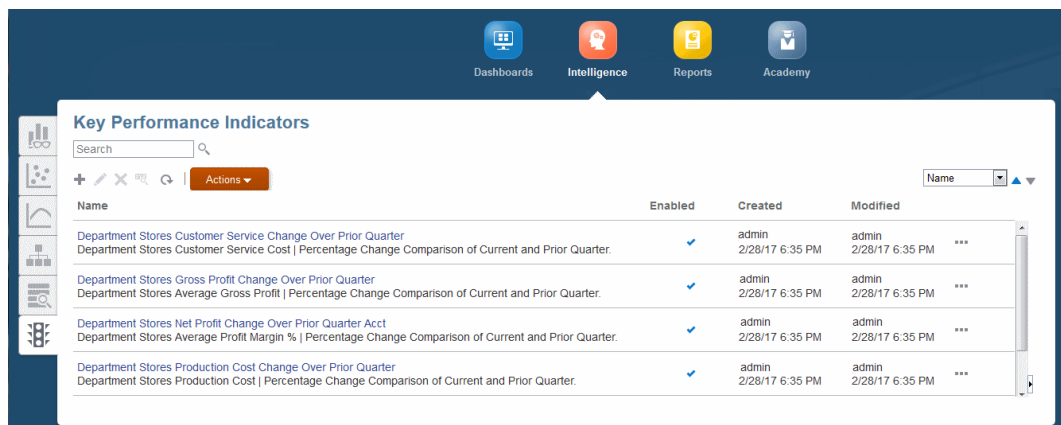 Dashboards Intelligence Reports Academy
Key Performance Indicators
Search
Actions
Name
Name Enabled Created Modified
Department Stores Customer Service Change Over Prior Quarter admin admin
Department Stores Customer Service Cost | Percentage Change Comparison of Current and Prior Quarter. 2/28/17 6:35 PM 2/28/17 6:35 PM
Department Stores Gross Profit Change Over Prior Quarter admin admin
Department Stores Average Gross Profit | Percentage Change Comparison of Current and Prior Quarter. 2/28/17 6:35 PM 2/28/17 6:35 PM
Department Stores Net Profit Change Over Prior Quarter Acct admin admin
Department Stores Average Profit Margin % | Percentage Change Comparison of Current and Prior Quarter. 2/28/17 6:35 PM 2/28/17 6:35 PM
Department Stores Production Cost Change Over Prior Quarter admin admin
Department Stores Production Cost | Percentage Change Comparison of Current and Prior Quarter. 2/28/17 6:35 PM 2/28/17 6:35 PM